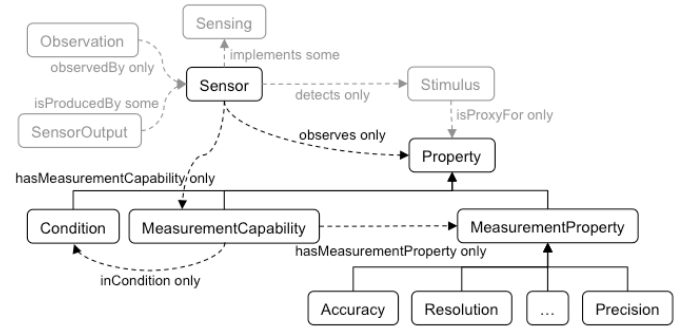 Sensing
Observation
implements some
observedBy only
Sensor
Stimulus
detects only
isProducedBy some
isProxyFor only
SensorOutput
observes only
Property
hasMeasurementCapability only
Condition
MeasurementCapability
MeasurementProperty
hasMeasurementProperty only
inCondition only
Accuracy
Resolution
...
Precision